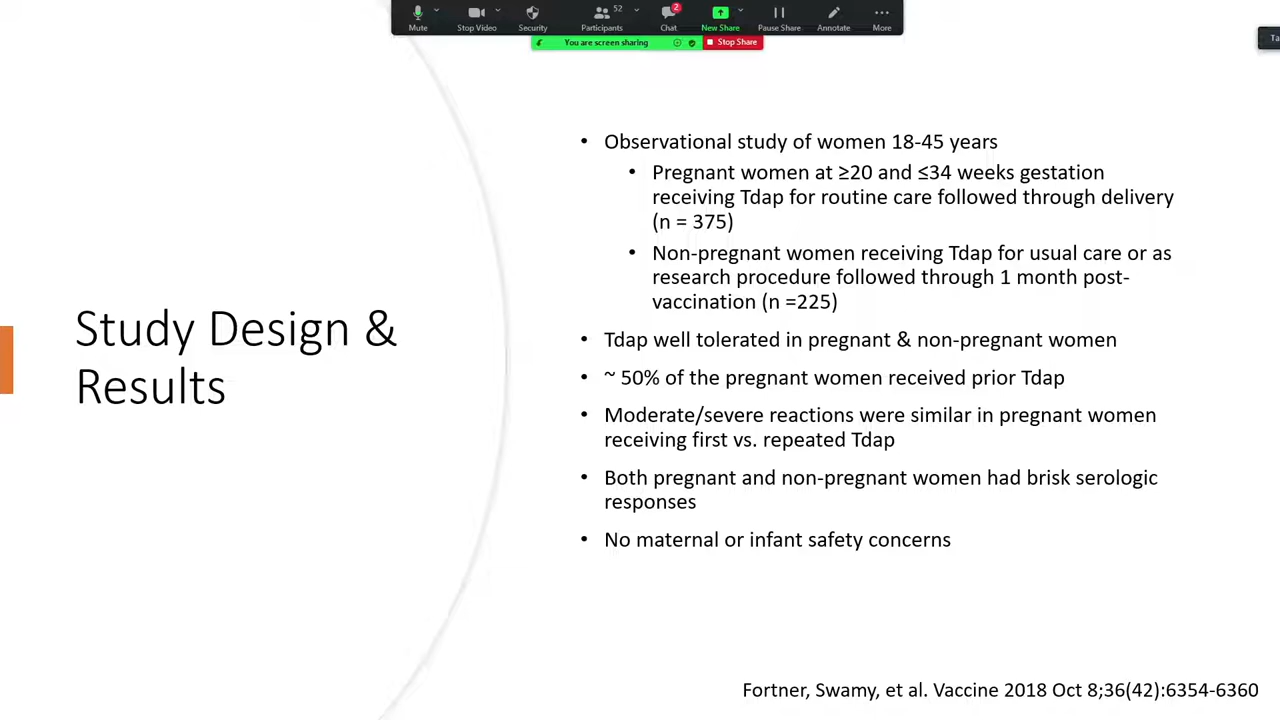 52
2
Mute
Stop Video
Security
Participants
Chat
New Share
Pause Share
Annotate
More
You are screen sharing
Stop Share
Ta
Study Design &
Results
• Observational study of women 18-45 years
• Pregnant women at ≥20 and ≤34 weeks gestation
receiving Tdap for routine care followed through delivery
(n = 375)
• Non-pregnant women receiving Tdap for usual care or as
research procedure followed through 1 month post-
vaccination (n =225)
• Tdap well tolerated in pregnant & non-pregnant women
• ~ 50% of the pregnant women received prior Tdap
• Moderate/severe reactions were similar in pregnant women
receiving first vs. repeated Tdap
• Both pregnant and non-pregnant women had brisk serologic
responses
• No maternal or infant safety concerns
Fortner, Swamy, et al. Vaccine 2018 Oct 8;36(42):6354-6360